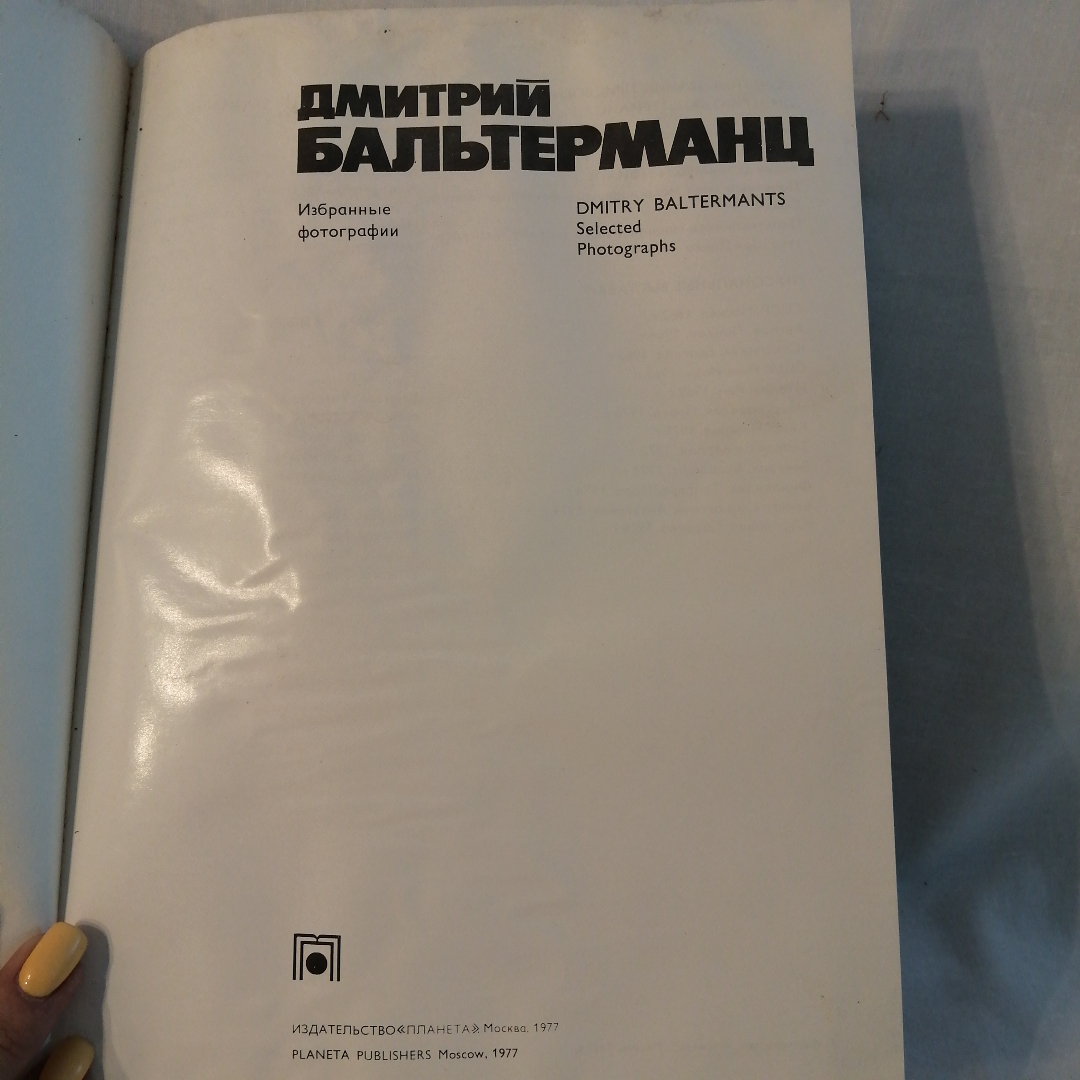 ДМИТРИЙ
БАЛЬТЕРМАНЦ
Избранные
фотографии
DMITRY BALTERMANTS
Selected
Photographs
ИЗДАТЕЛЬСТВО «ПЛАНЕТА» Москва. 1977
PLANETA PUBLISHERS Moscow, 1977